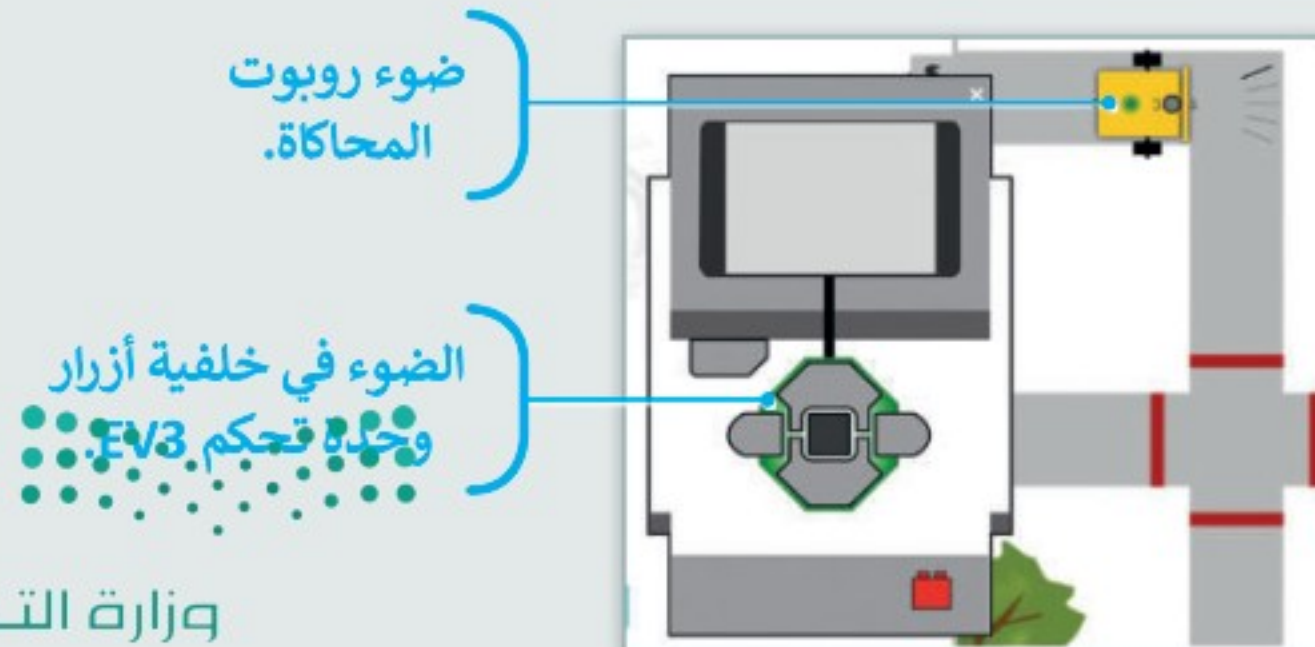 ضوء روبوت
المحاكاة.
الضوء في خلفية أزرار
وحدة تحكم EV3.
وزارة التـ